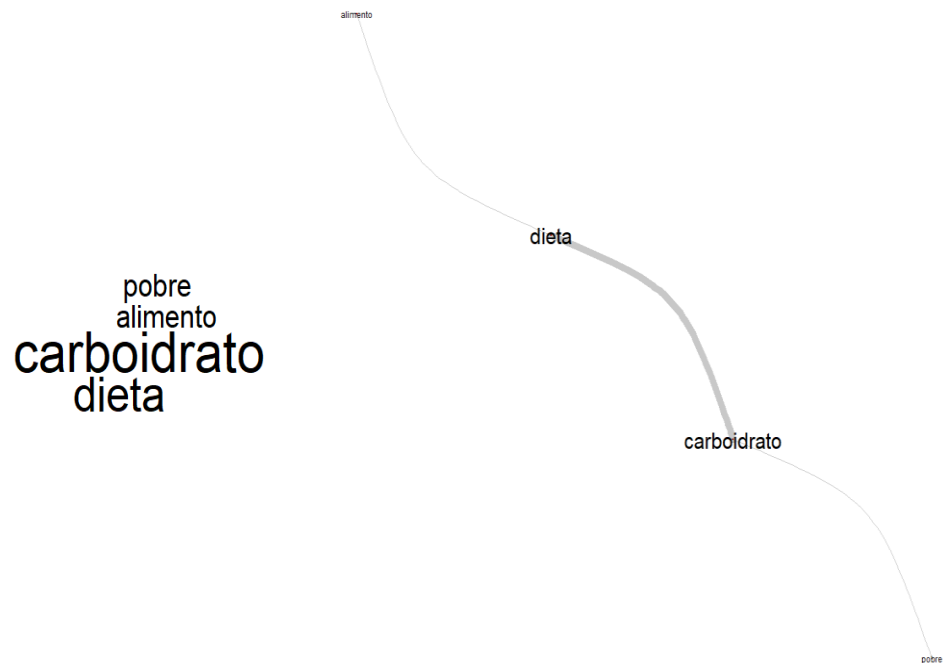 alimento
dieta
pobre
alimento
carboidrato
dieta
carboidrato
pobre